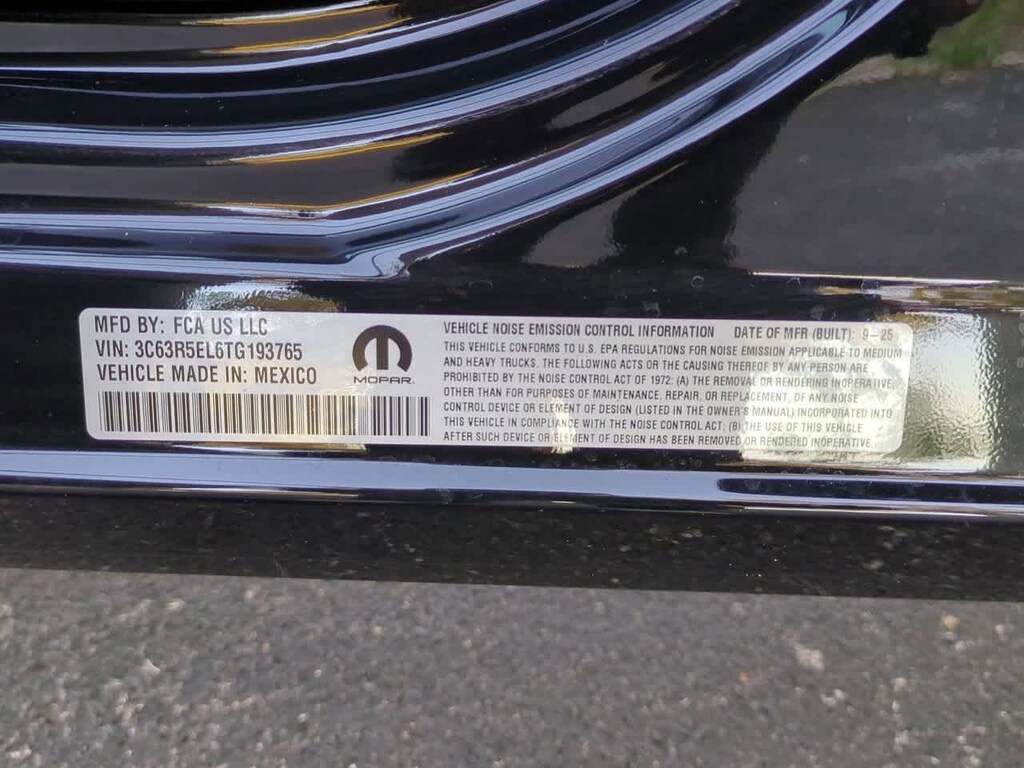 MFD BY: FCA US LLC
VIN: 3C63R5EL6TG193765
VEHICLE MADE IN: MEXICO
MOPAR
VEHICLE NOISE EMISSION CONTROL INFORMATION DATE OF MFR (BUILT): 9-25
THIS VEHICLE CONFORMS TO U.S. EPA REGULATIONS FOR NOISE EMISSION APPLICABLE TO MEDIUM
AND HEAVY TRUCKS. THE FOLLOWING ACTS OR THE CAUSING THEREOF BY ANY PERSON ARE
PROHIBITED BY THE NOISE CONTROL ACT OF 1972: (A) THE REMOVAL OR RENDERING INOPERATIVE,
OTHER THAN FOR PURPOSES OF MAINTENANCE, REPAIR, OR REPLACEMENT, OF ANY NOISE
CONTROL DEVICE OR ELEMENT OF DESIGN (LISTED IN THE OWNER'S MANUAL) INCORPORATED INTO
THIS VEHICLE IN COMPLIANCE WITH THE NOISE CONTROL ACT; (B) THE USE OF THIS VEHICLE
AFTER SUCH DEVICE OR ELEMENT OF DESIGN HAS BEEN REMOVED OR RENDERED INOPERATIVE.